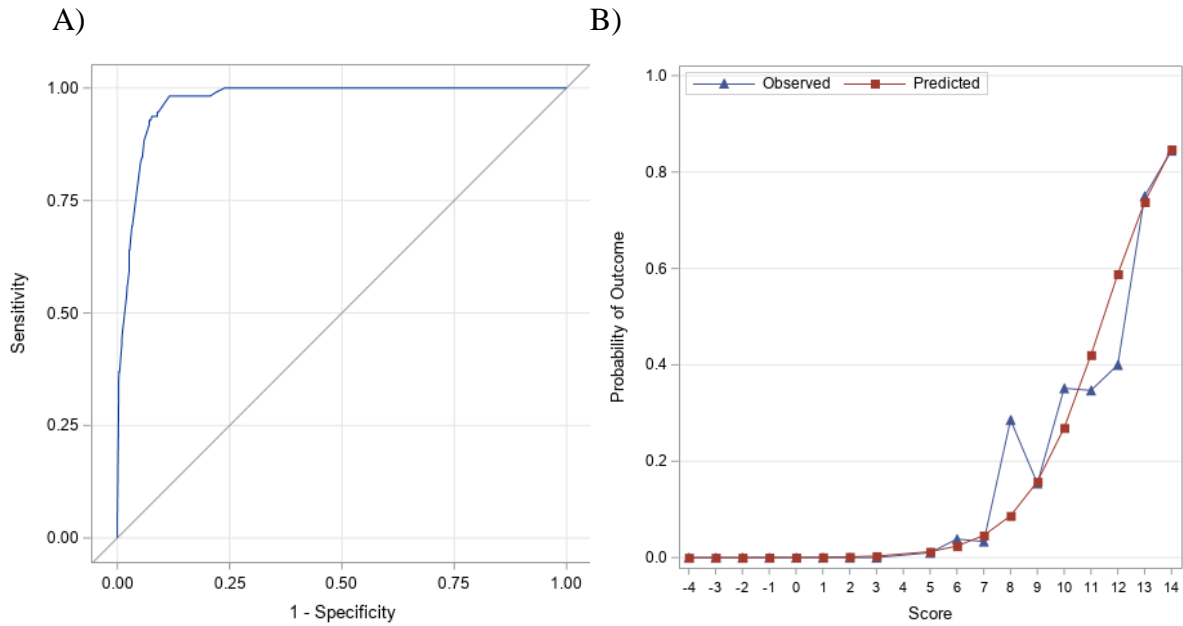 A)
B)
1.00
0.75
0.50
0.25
0.00
Sensitivity
0.00 0.25 0.50 0.75 1.00
1 - Specificity
Observed Predicted
1.0
0.8
0.6
0.4
0.2
0.0
Probability of Outcome
-4 -3 -2 -1 0 1 2 3 4 5 6 7 8 9 10 11 12 13 14
Score